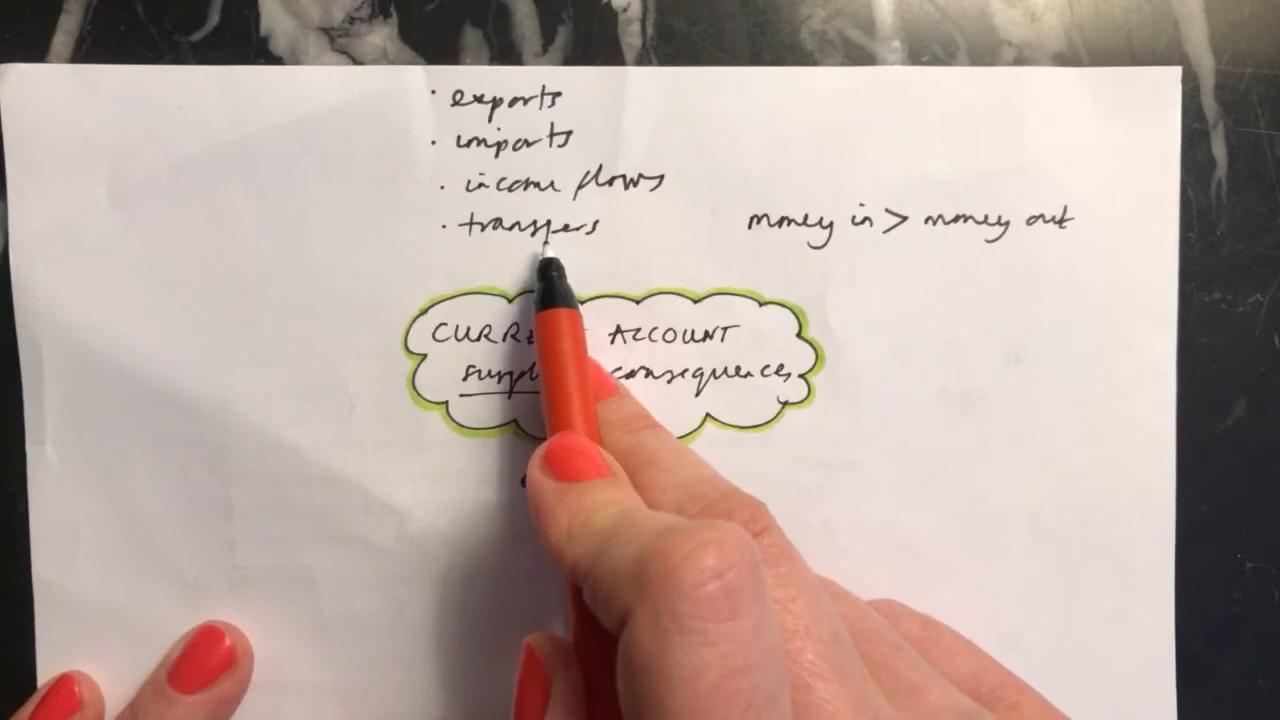 · exports
· imports
· income flows
· transfers
money in > money out
ACCOUNT
consequences